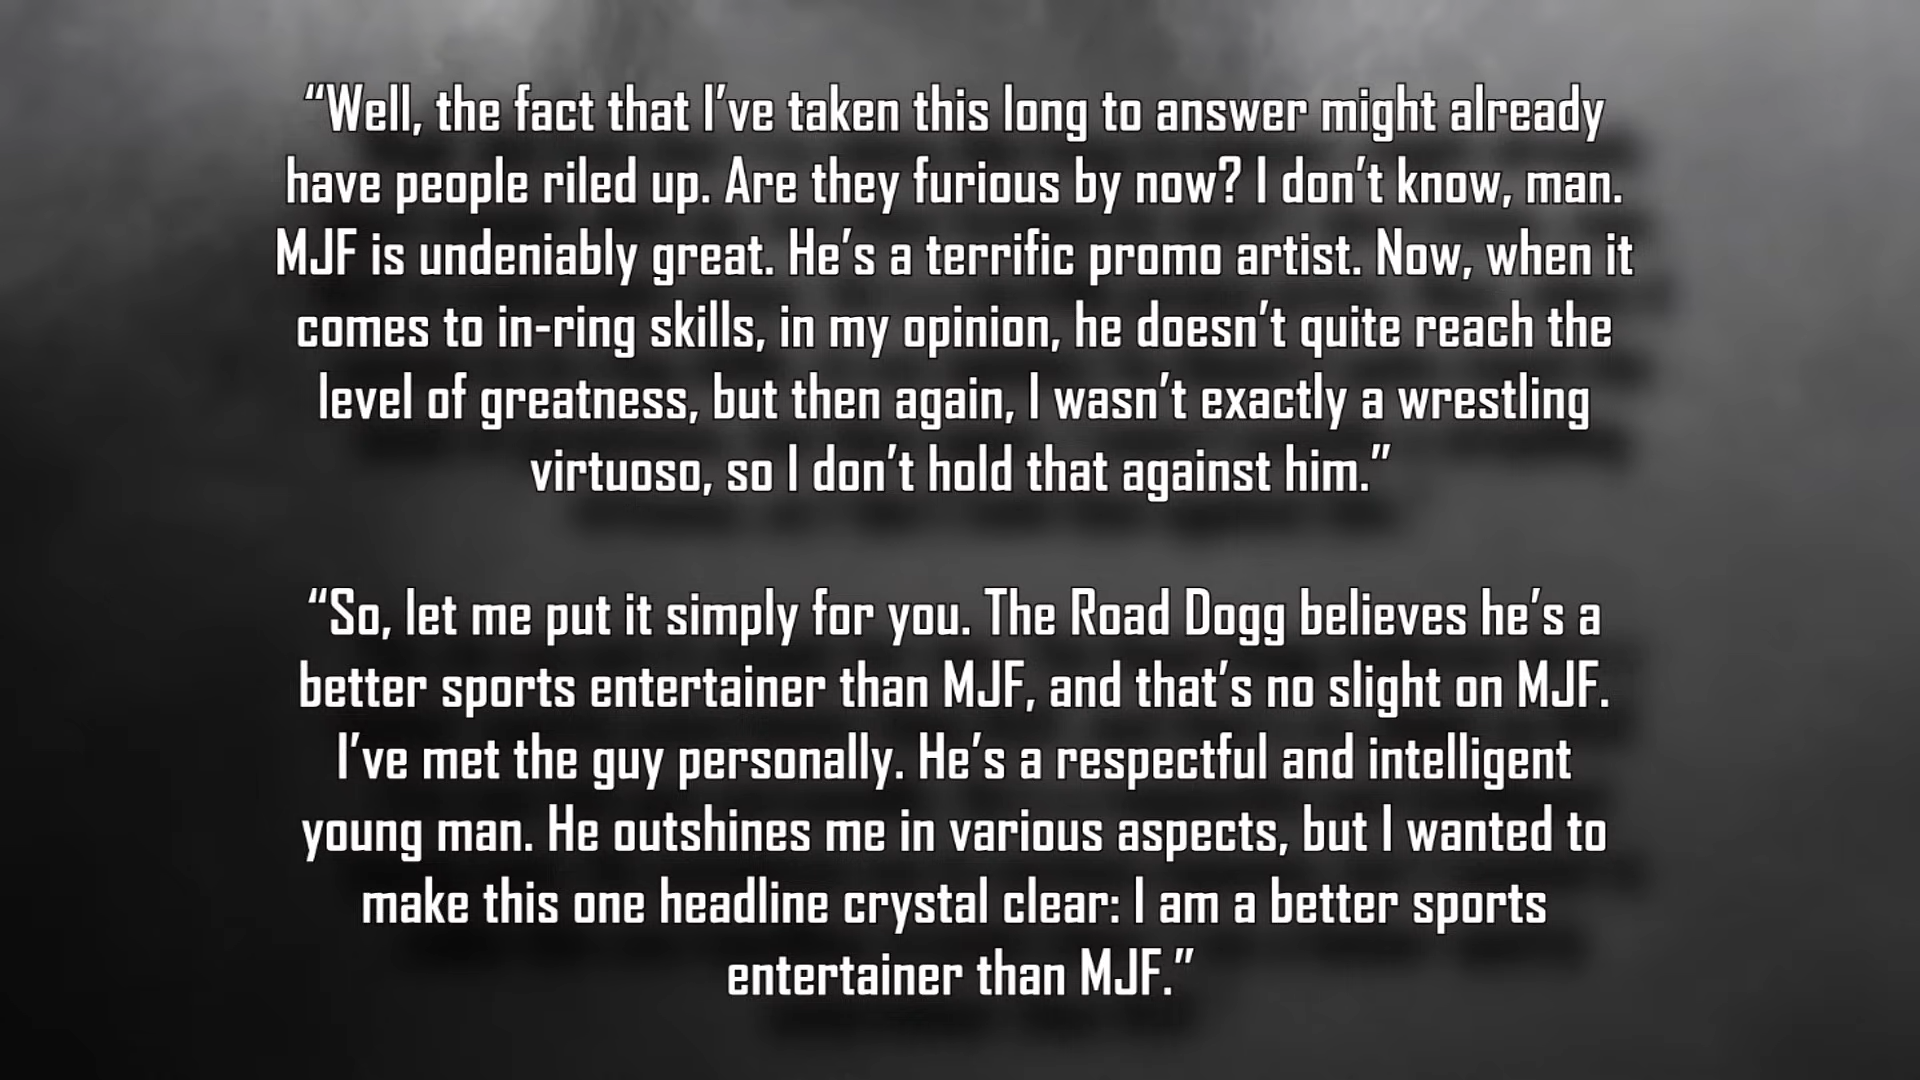 “Well, the fact that I’ve taken this long to answer might already
have people riled up. Are they furious by now? I don’t know, man.
MJF is undeniably great. He’s a terrific promo artist. Now, when it
comes to in-ring skills, in my opinion, he doesn’t quite reach the
level of greatness, but then again, I wasn’t exactly a wrestling
virtuoso, so I don’t hold that against him.”
“So, let me put it simply for you. The Road Dogg believes he’s a
better sports entertainer than MJF, and that’s no slight on MJF.
I’ve met the guy personally. He’s a respectful and intelligent
young man. He outshines me in various aspects, but I wanted to
make this one headline crystal clear: I am a better sports
entertainer than MJF.”